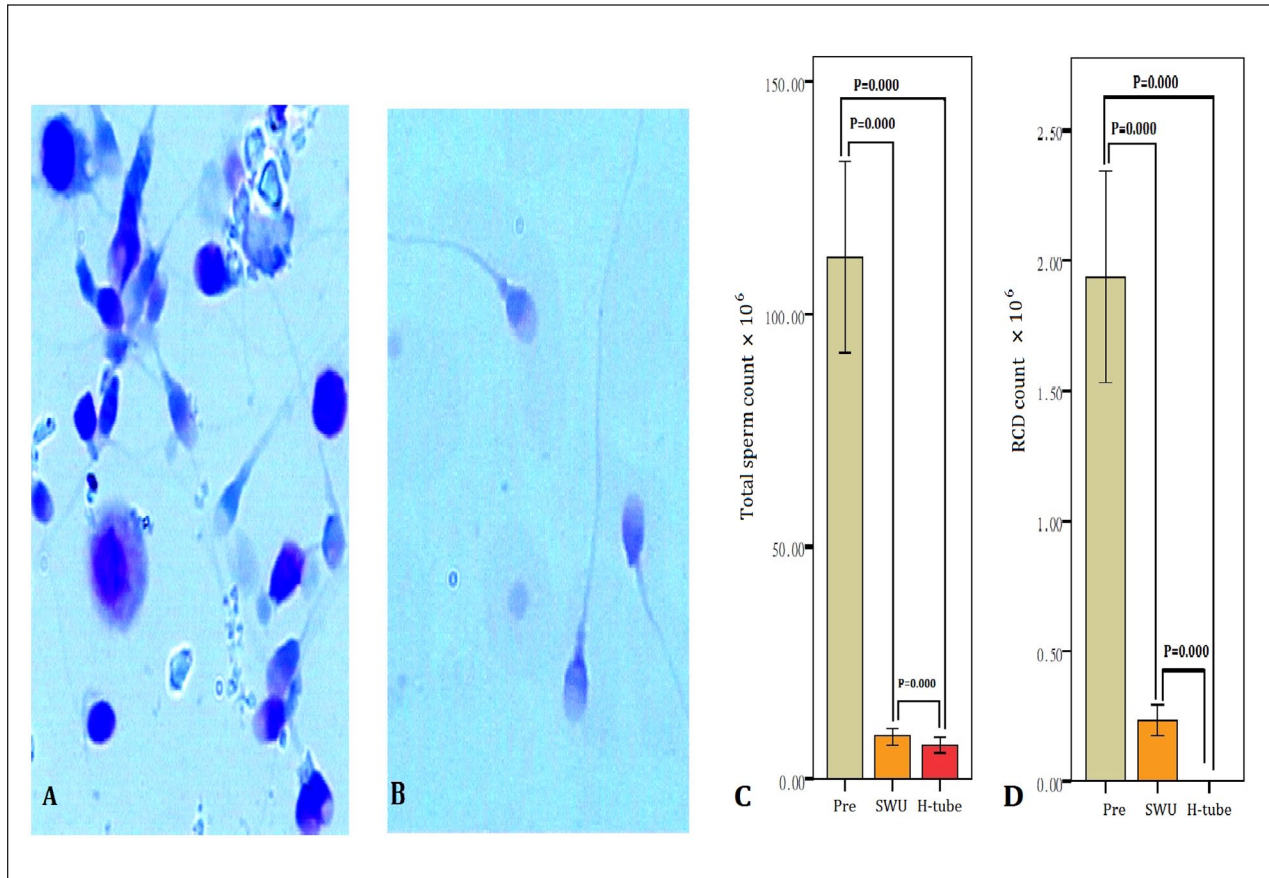 A
B
Total sperm count × 10⁶
150.00
100.00
50.00
0.00
P=0.000
P=0.000
P=0.000
Pre SWU H-tube
C
RCD count × 10⁶
2.50
2.00
1.50
1.00
0.50
0.00
P=0.000
P=0.000
P=0.000
Pre SWU H-tube
D